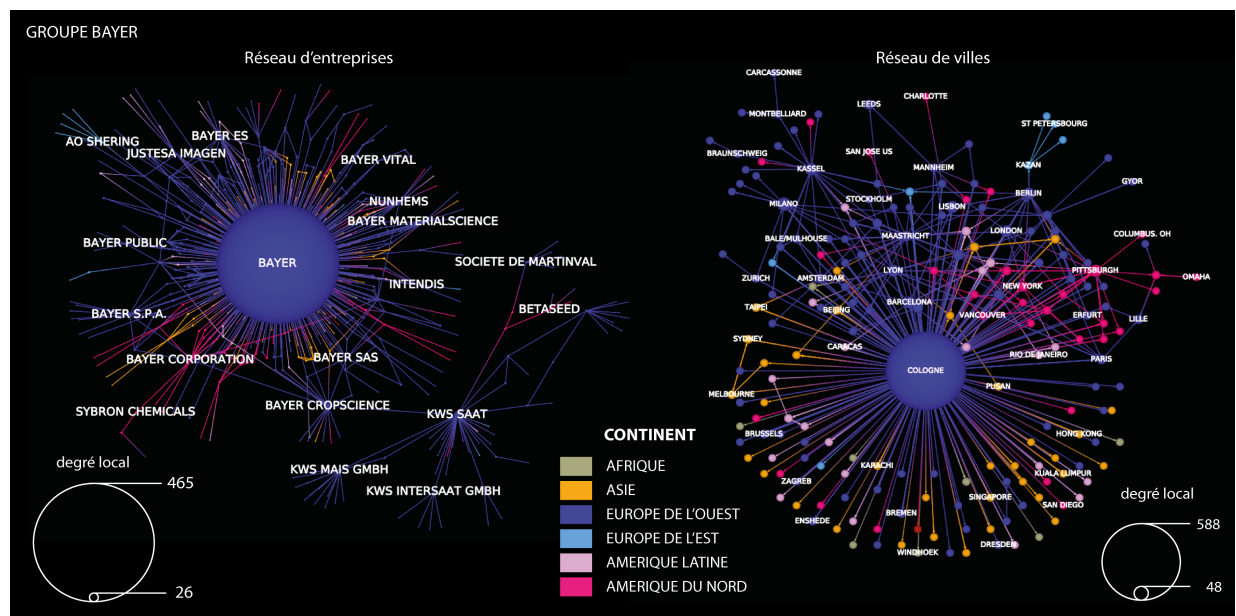 GROUPE BAYER
Réseau d'entreprises
AO SHERING
BAYER ES
JUSTESA IMAGEN
BAYER VITAL
NUNHEMS
BAYER MATERIALSCIENCE
BAYER PUBLIC
BAYER
SOCIETE DE MARTINVAL
INTENDIS
BAYER S.P.A.
BETASEED
BAYER CORPORATION
BAYER SAS
SYBRON CHEMICALS
BAYER CROPSCIENCE
KWS SAAT
KWS MAIS GMBH
KWS INTERSAAT GMBH
degré local
465
26
CONTINENT
AFRIQUE
ASIE
EUROPE DE L'OUEST
EUROPE DE L'EST
AMERIQUE LATINE
AMERIQUE DU NORD
Réseau de villes
CARCASSONNE
CHARLOTTE
LEEDS
MONTBELLIARD
ST PETERSBOURG
BRAUNSCHWEIG
SAN JOSE US
KASSEL
MANNHEIM
KAZAN
GYOR
BERLIN
STOCKHOLM
MILANO
LISBON
LONDON
COLUMBUS. OH
BALE/MULHOUSE
MAASTRICHT
ZURICH
AMSTERDAM
LYON
PITTSBURGH
OMAHA
NEW YORK
TAIPEI
BEIJING
BARCELONA
VANCOUVER
ERFURT
LILLE
SYDNEY
CARACAS
RIO DE JANEIRO
PARIS
COLOGNE
MELBOURNE
PUSAN
BRUSSELS
HONG KONG
KARACHI
KUALA LUMPUR
ZAGREB
SINGAPORE
SAN DIEGO
ENSHEDE
BREMEN
WINDHOEK
DRESDEN
degré local
588
48